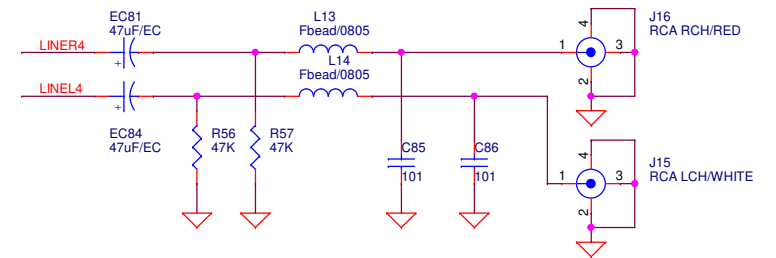 EC81
47uF/EC
L13
Fbead/0805
J16
RCA RCH/RED
LINER4
+
4
1
3
2
L14
Fbead/0805
LINEL4
+
EC84
47uF/EC
R56
47K
R57
47K
C85
101
C86
101
4
1
3
2
J15
RCA LCH/WHITE